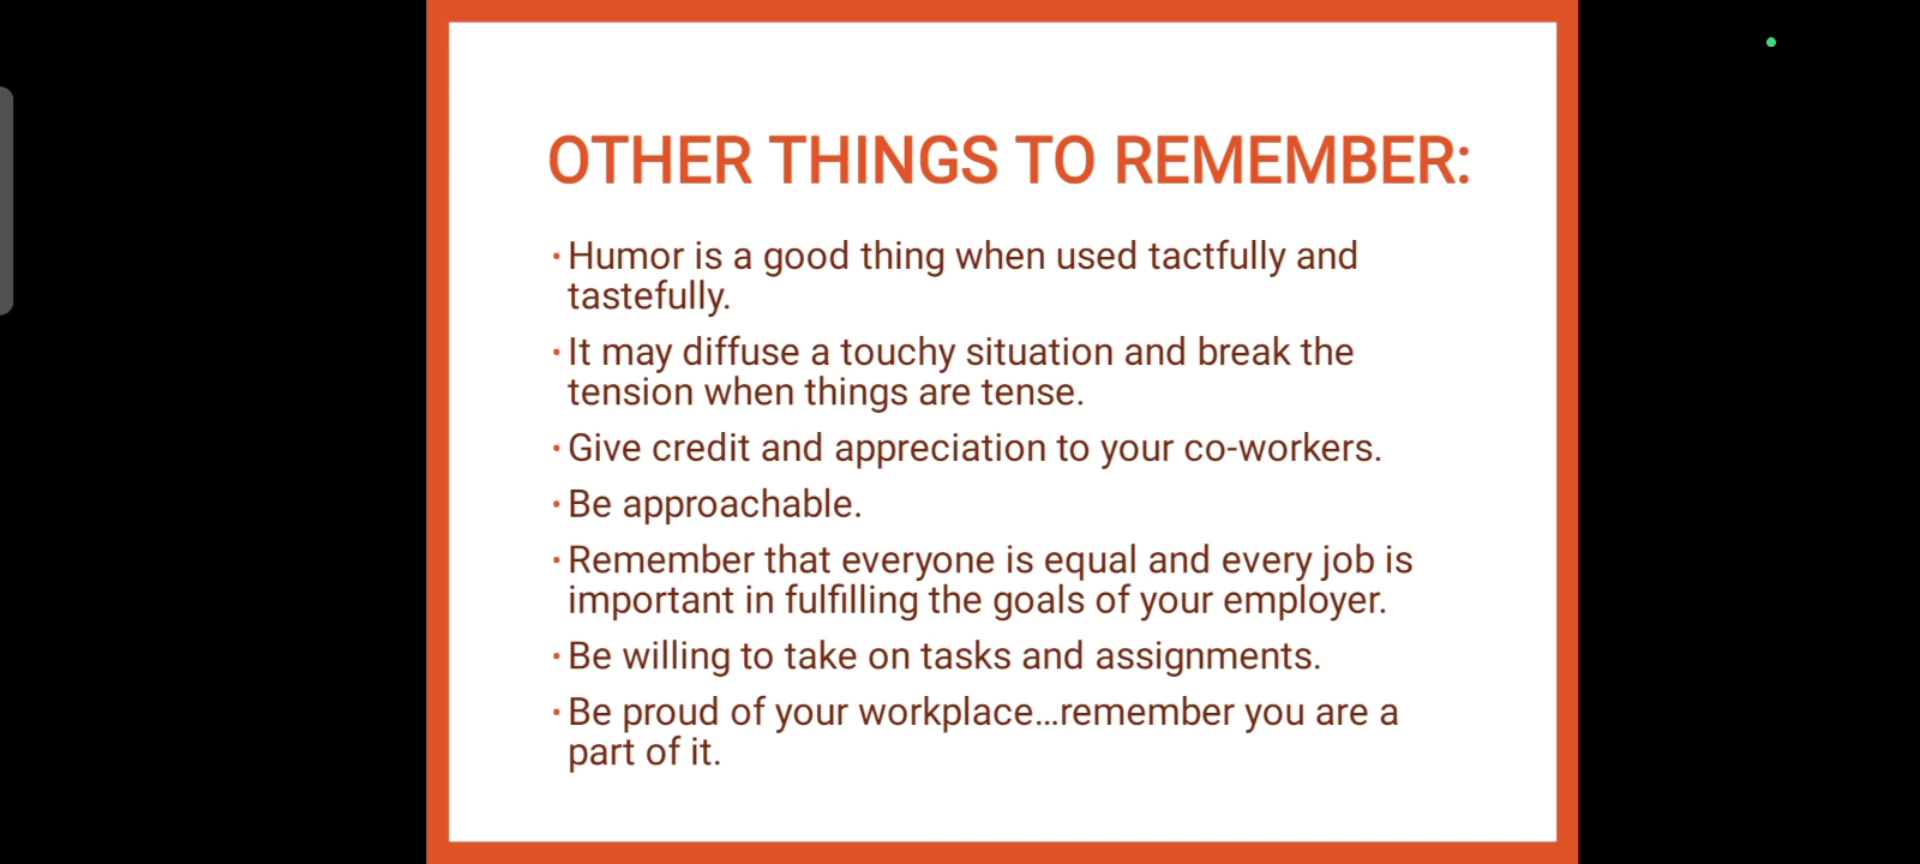 OTHER THINGS TO REMEMBER:
• Humor is a good thing when used tactfully and
tastefully.
• It may diffuse a touchy situation and break the
tension when things are tense.
• Give credit and appreciation to your co-workers.
• Be approachable.
• Remember that everyone is equal and every job is
important in fulfilling the goals of your employer.
• Be willing to take on tasks and assignments.
• Be proud of your workplace...remember you are a
part of it.